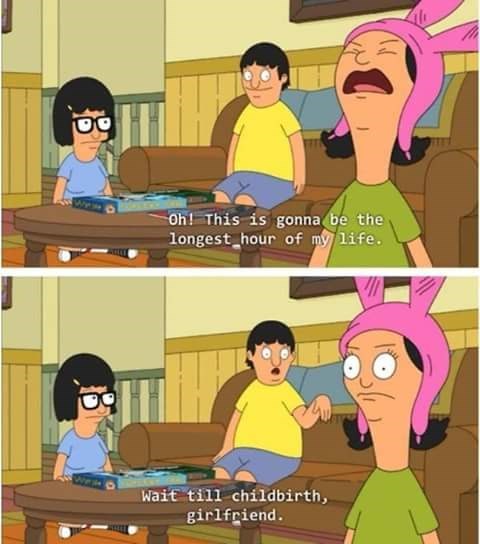 Oh! This is gonna be the
longest hour of my life.
Wait till childbirth,
girlfriend.